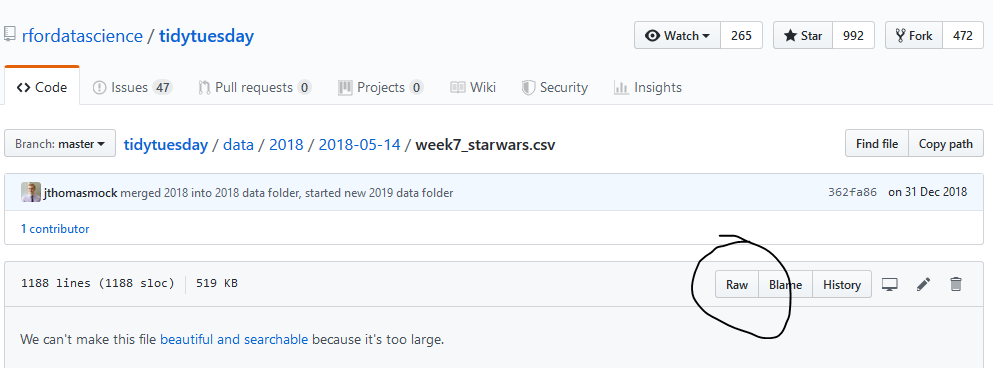 rfordatascience / tidytuesday
Watch 265 Star 992 Fork 472
Code Issues 47 Pull requests 0 Projects 0 Wiki Security Insights
Branch: master tidytuesday / data / 2018 / 2018-05-14 / week7_starwars.csv Find file Copy path
jthomasmock merged 2018 into 2018 data folder, started new 2019 data folder 362fa86 on 31 Dec 2018
1 contributor
1188 lines (1188 sloc) 519 KB Raw Blame History
We can't make this file beautiful and searchable because it's too large.